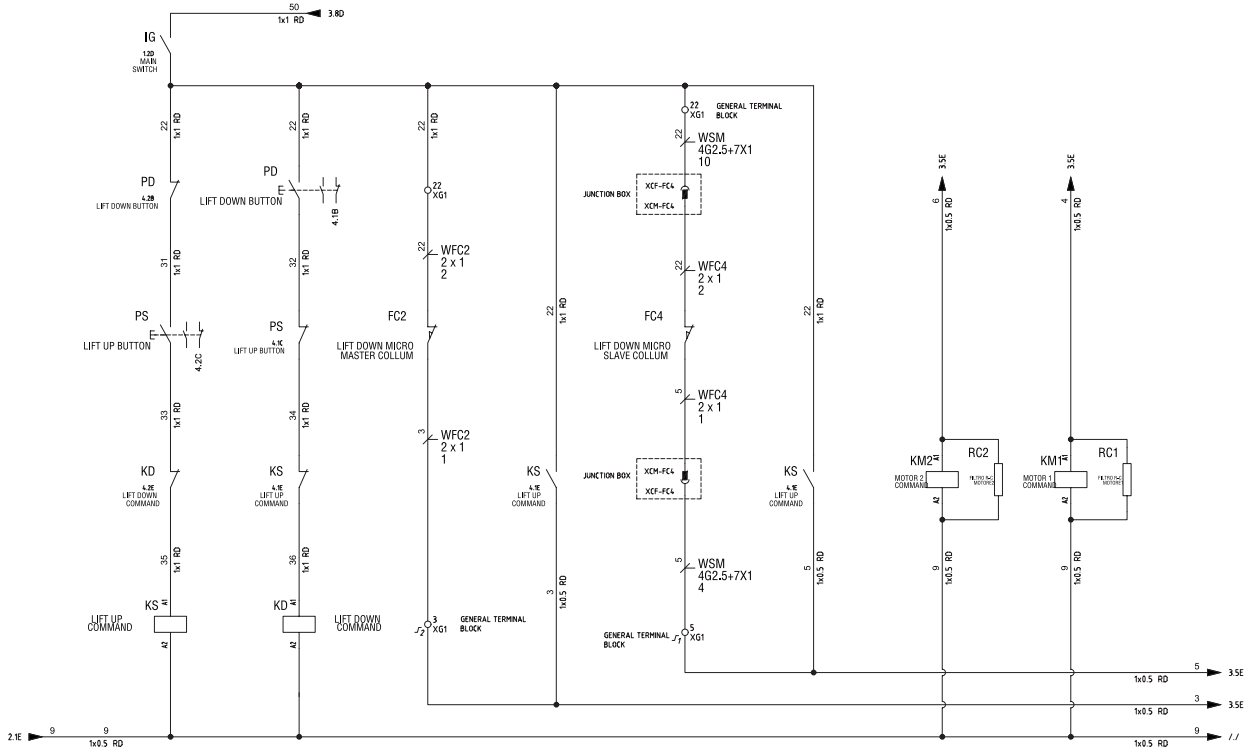 50
1x1 RD
3.8D
IG
1.2D
MAIN
SWITCH
22
1x1 RD
22
1x1 RD
22
1x1 RD
22
XG1
GENERAL TERMINAL
BLOCK
22
WSM
4G2.5+7X1
10
PD
4.2B
LIFT DOWN BUTTON
PD
LIFT DOWN BUTTON
4.1B
22
XG1
JUNCTION BOX
XCF-FC4
XCM-FC4
3.5E
3.5E
6
1x0.5 RD
4
1x0.5 RD
31
1x1 RD
32
1x1 RD
22
WFC2
2 x 1
2
22
WFC4
2 x 1
2
22
1x1 RD
22
1x1 RD
PS
LIFT UP BUTTON
4.2C
PS
4.1C
LIFT UP BUTTON
FC2
LIFT DOWN MICRO
MASTER COLLUM
FC4
LIFT DOWN MICRO
SLAVE COLLUM
33
1x1 RD
34
1x1 RD
3
WFC2
2 x 1
1
5
WFC4
2 x 1
1
KD
4.2E
LIFT DOWN
COMMAND
KS
4.1E
LIFT UP
COMMAND
KS
4.1E
LIFT UP
COMMAND
JUNCTION BOX
XCM-FC4
XCF-FC4
KS
4.1E
LIFT UP
COMMAND
KM2
A1
A2
MOTOR 2
COMMAND
RC2
FILTRO R-C
MOTORE2
KM1
A1
A2
MOTOR 1
COMMAND
RC1
FILTRO R-C
MOTORE1
35
1x1 RD
36
1x1 RD
3
1x0.5 RD
5
WSM
4G2.5+7X1
4
5
1x0.5 RD
9
1x0.5 RD
9
1x0.5 RD
KS
A1
A2
LIFT UP
COMMAND
KD
A1
A2
LIFT DOWN
COMMAND
3
XG1
S2
GENERAL TERMINAL
BLOCK
5
XG1
S1
GENERAL TERMINAL
BLOCK
5
1x0.5 RD
3.5E
3
1x0.5 RD
3.5E
2.1E
9
9
1x0.5 RD
9
1x0.5 RD
/./